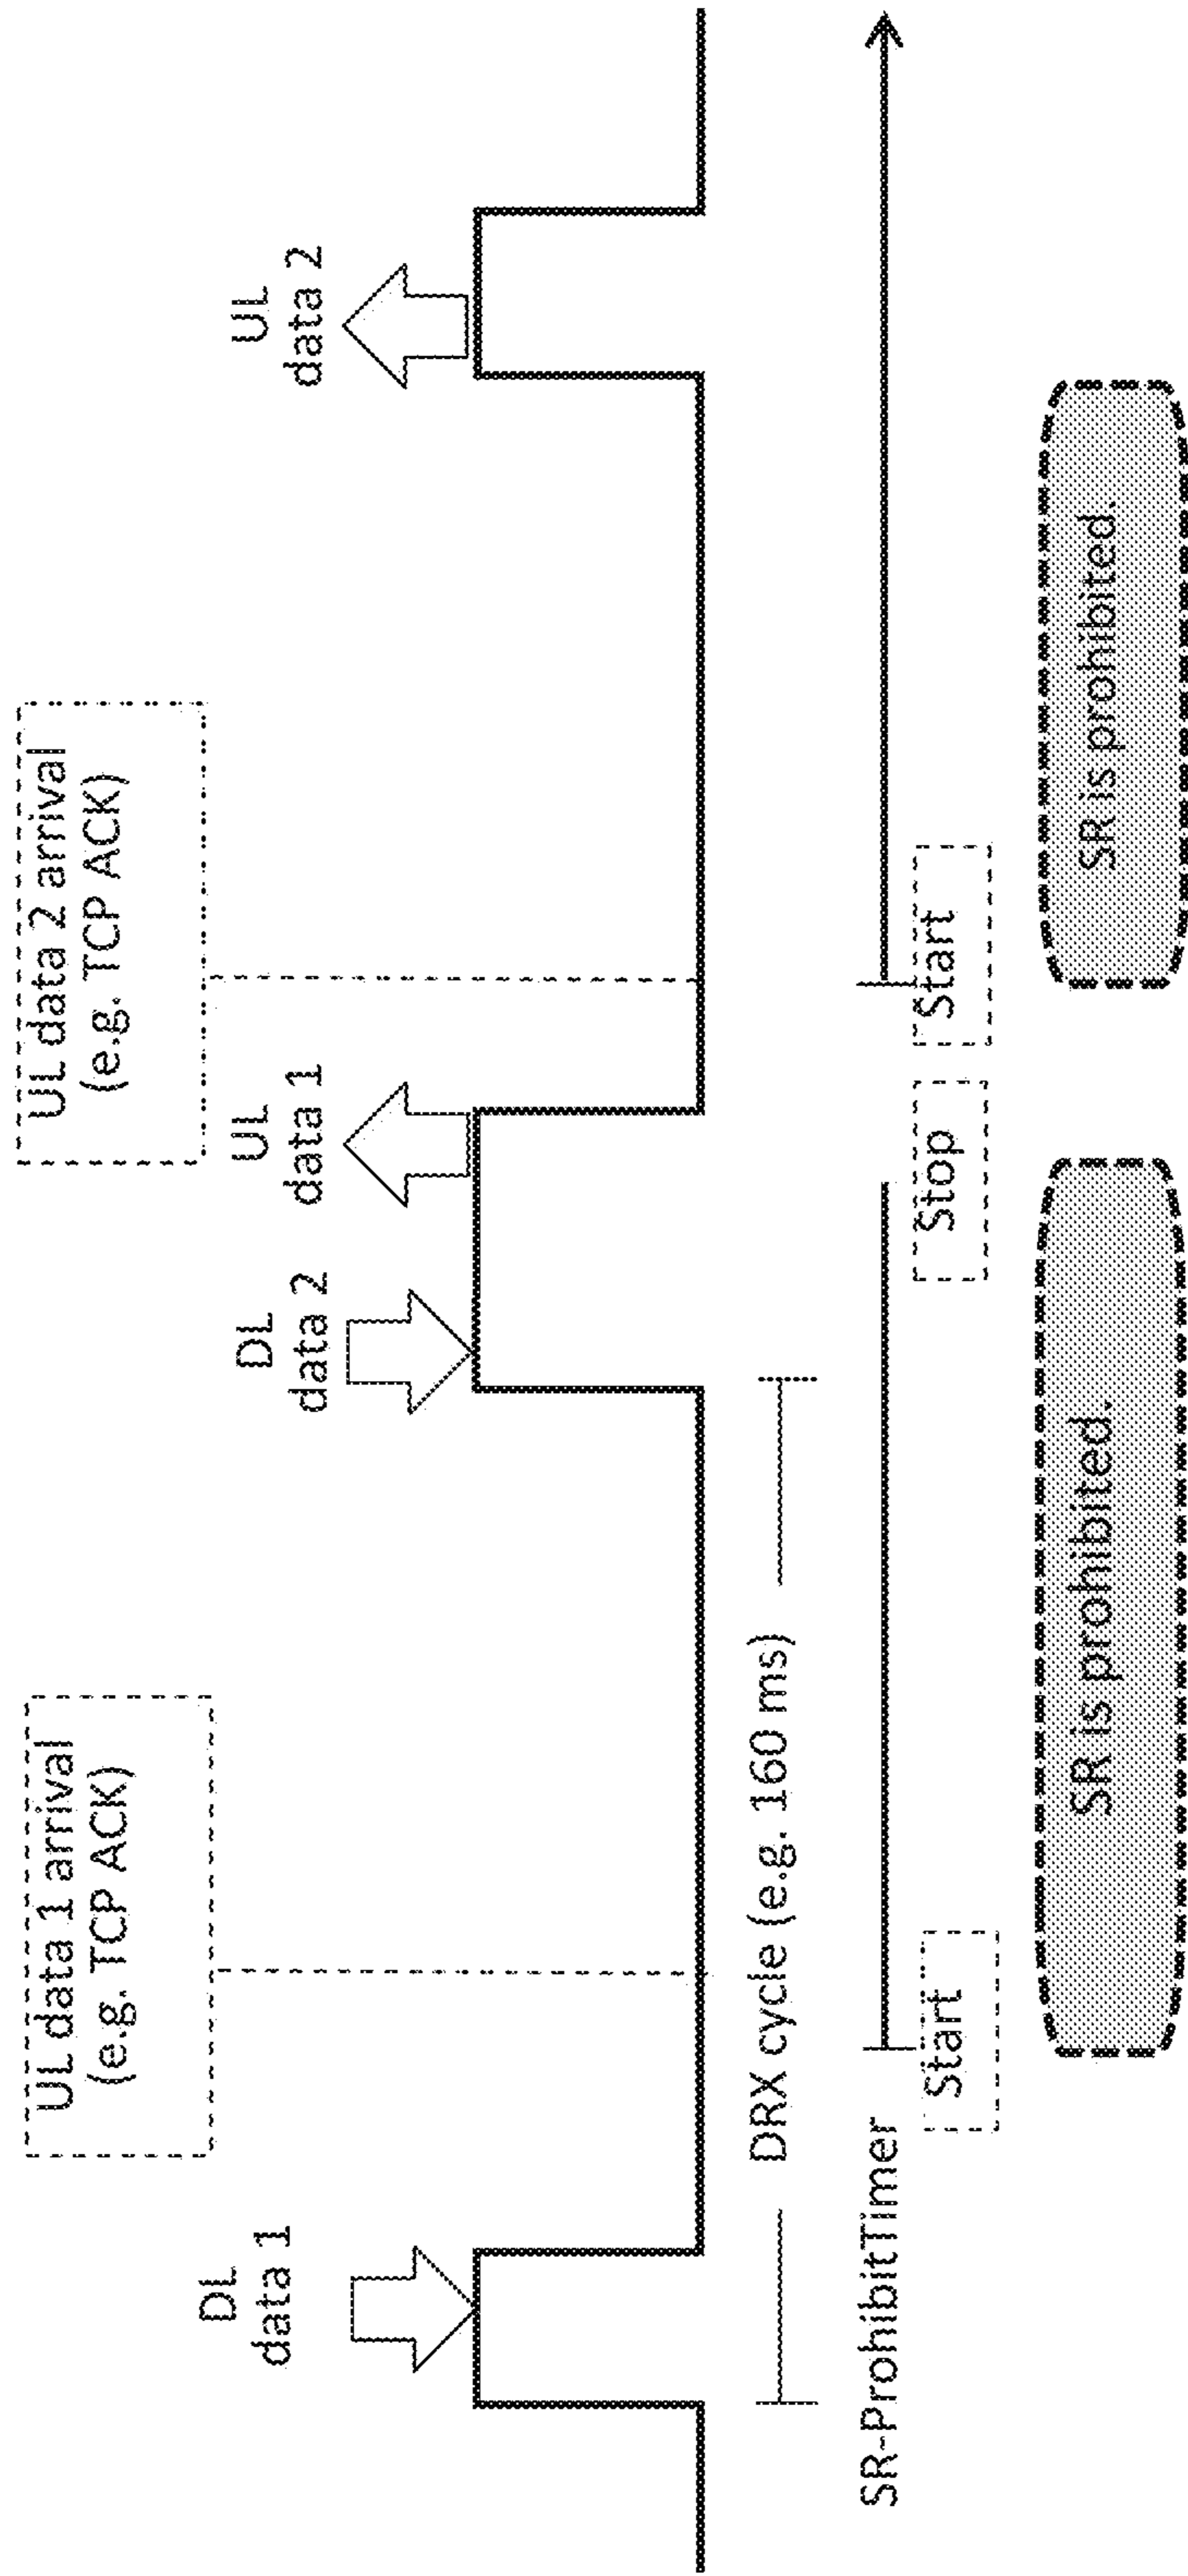 UL data 1 arrival
(e.g. TCP ACK)
UL data 2 arrival
(e.g. TCP ACK)
DL
data 1
DL
data 2
UL
data 1
UL
data 2
DRX cycle (e.g. 160 ms)
SR-ProhibitTimer
Start
Stop
Start
SR is prohibited.
SR is prohibited.